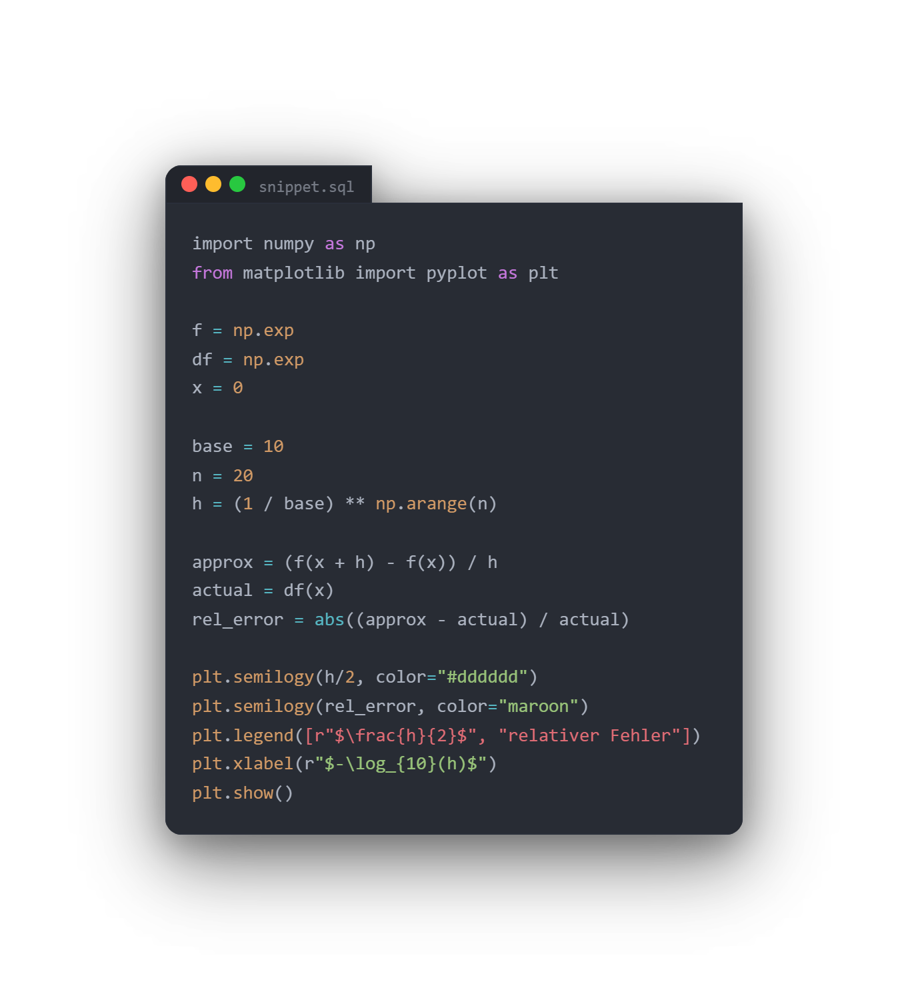 snippet.sql
import numpy as np
from matplotlib import pyplot as plt
f = np.exp
df = np.exp
x = 0
base = 10
n = 20
h = (1 / base) ** np.arange(n)
approx = (f(x + h) - f(x)) / h
actual = df(x)
rel_error = abs((approx - actual) / actual)
plt.semilogy(h/2, color="#dddddd")
plt.semilogy(rel_error, color="maroon")
plt.legend([r"$\frac{h}{2}$", "relativer Fehler"])
plt.xlabel(r"$-\log_{10}(h)$")
plt.show()